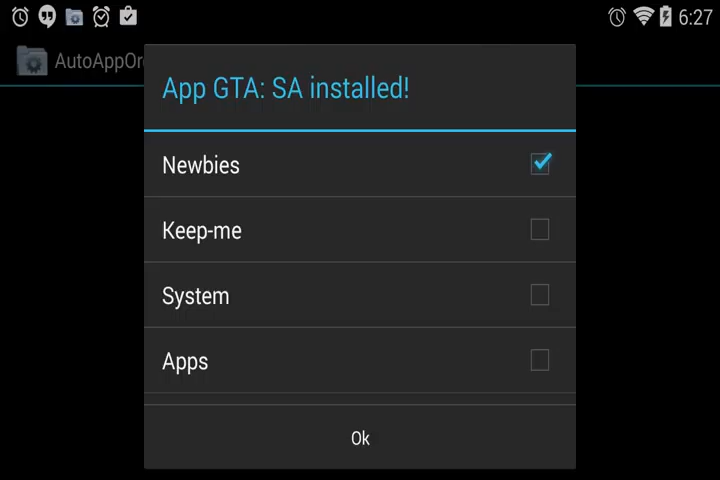 6:27
AutoAppOr
App GTA: SA installed!
Newbies
Keep-me
System
Apps
Ok